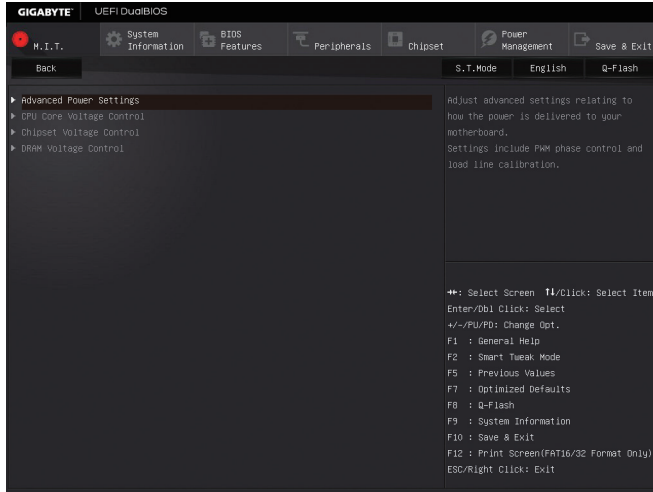 GIGABYTE™ UEFI DualBIOS
M.I.T.
System Information
BIOS Features
Peripherals
Chipset
Power Management
Save & Exit
Back
S.T.Mode English Q-Flash
Advanced Power Settings
CPU Core Voltage Control
Chipset Voltage Control
DRAM Voltage Control
Adjust advanced settings relating to
how the power is delivered to your
motherboard.
Settings include PWM phase control and
load line calibration.
→←: Select Screen ↑↓/Click: Select Item
Enter/Dbl Click: Select
+/-/PU/PD: Change Opt.
F1 : General Help
F2 : Smart Tweak Mode
F5 : Previous Values
F7 : Optimized Defaults
F8 : Q-Flash
F9 : System Information
F10 : Save & Exit
F12 : Print Screen(FAT16/32 Format Only)
ESC/Right Click: Exit